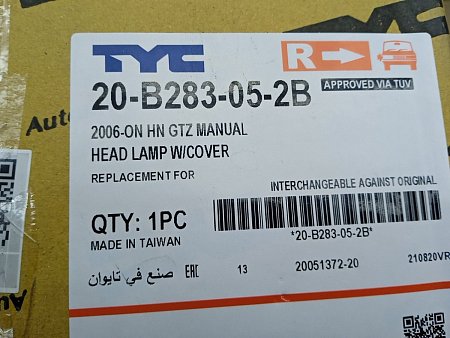 TYC
R
APPROVED VIA TUV
20-B283-05-2B
2006-ON HN GTZ MANUAL
HEAD LAMP W/COVER
REPLACEMENT FOR
INTERCHANGEABLE AGAINST ORIGINAL
QTY: 1PC
*20-B283-05-2B*
MADE IN TAIWAN
صنع في تايوان
EAC
13
20051372-20
210820VR
Auto
Aut